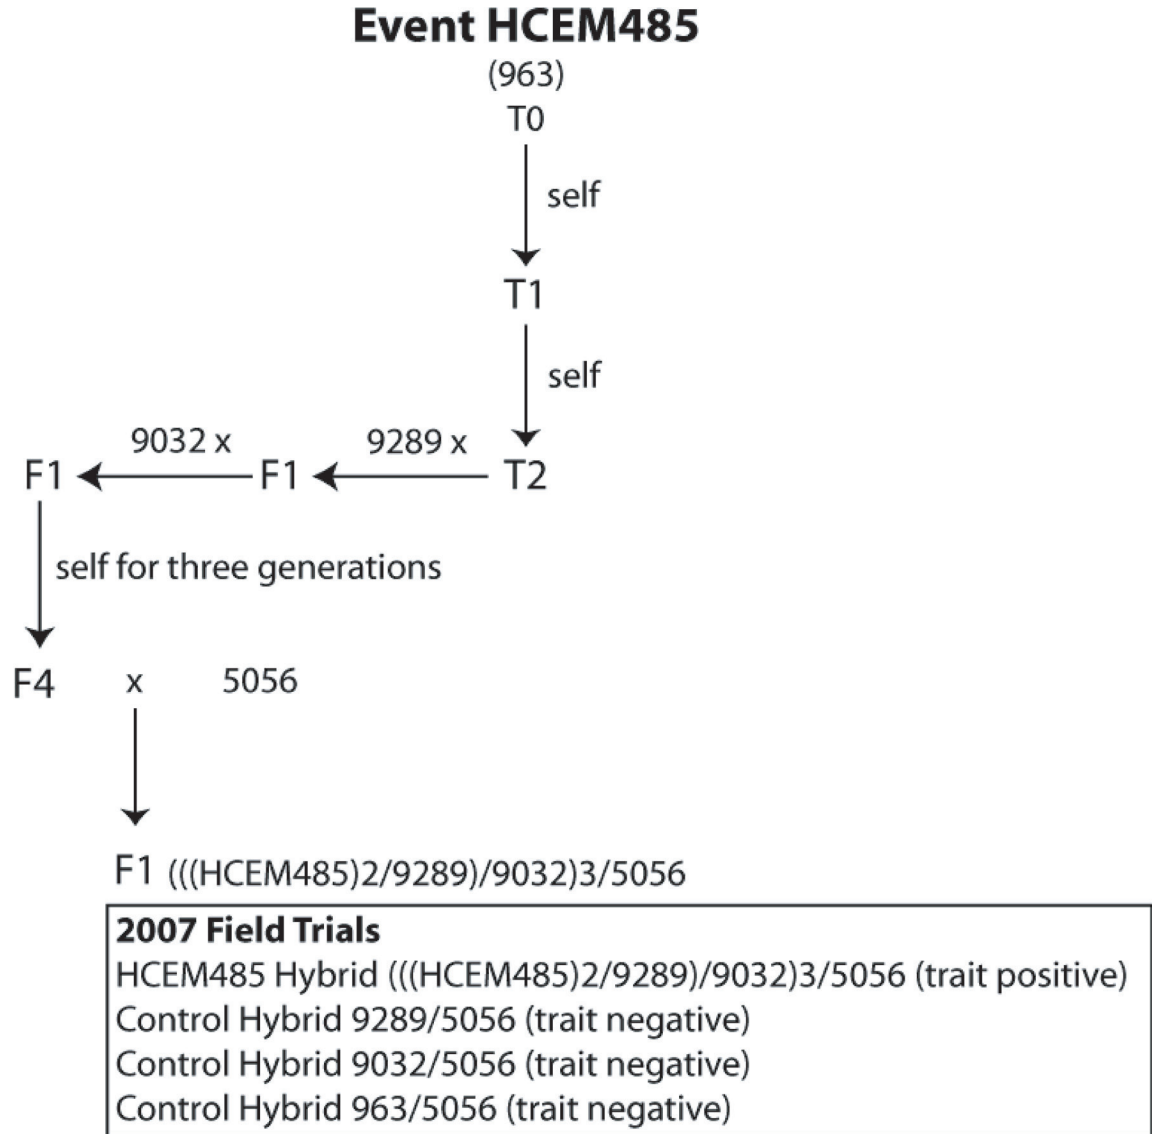 Event HCEM485
(963)
T0
self
T1
self
9032 x
9289 x
F1
F1
T2
self for three generations
F4 x 5056
F1 (((HCEM485)2/9289)/9032)3/5056
2007 Field Trials
HCEM485 Hybrid (((HCEM485)2/9289)/9032)3/5056 (trait positive)
Control Hybrid 9289/5056 (trait negative)
Control Hybrid 9032/5056 (trait negative)
Control Hybrid 963/5056 (trait negative)